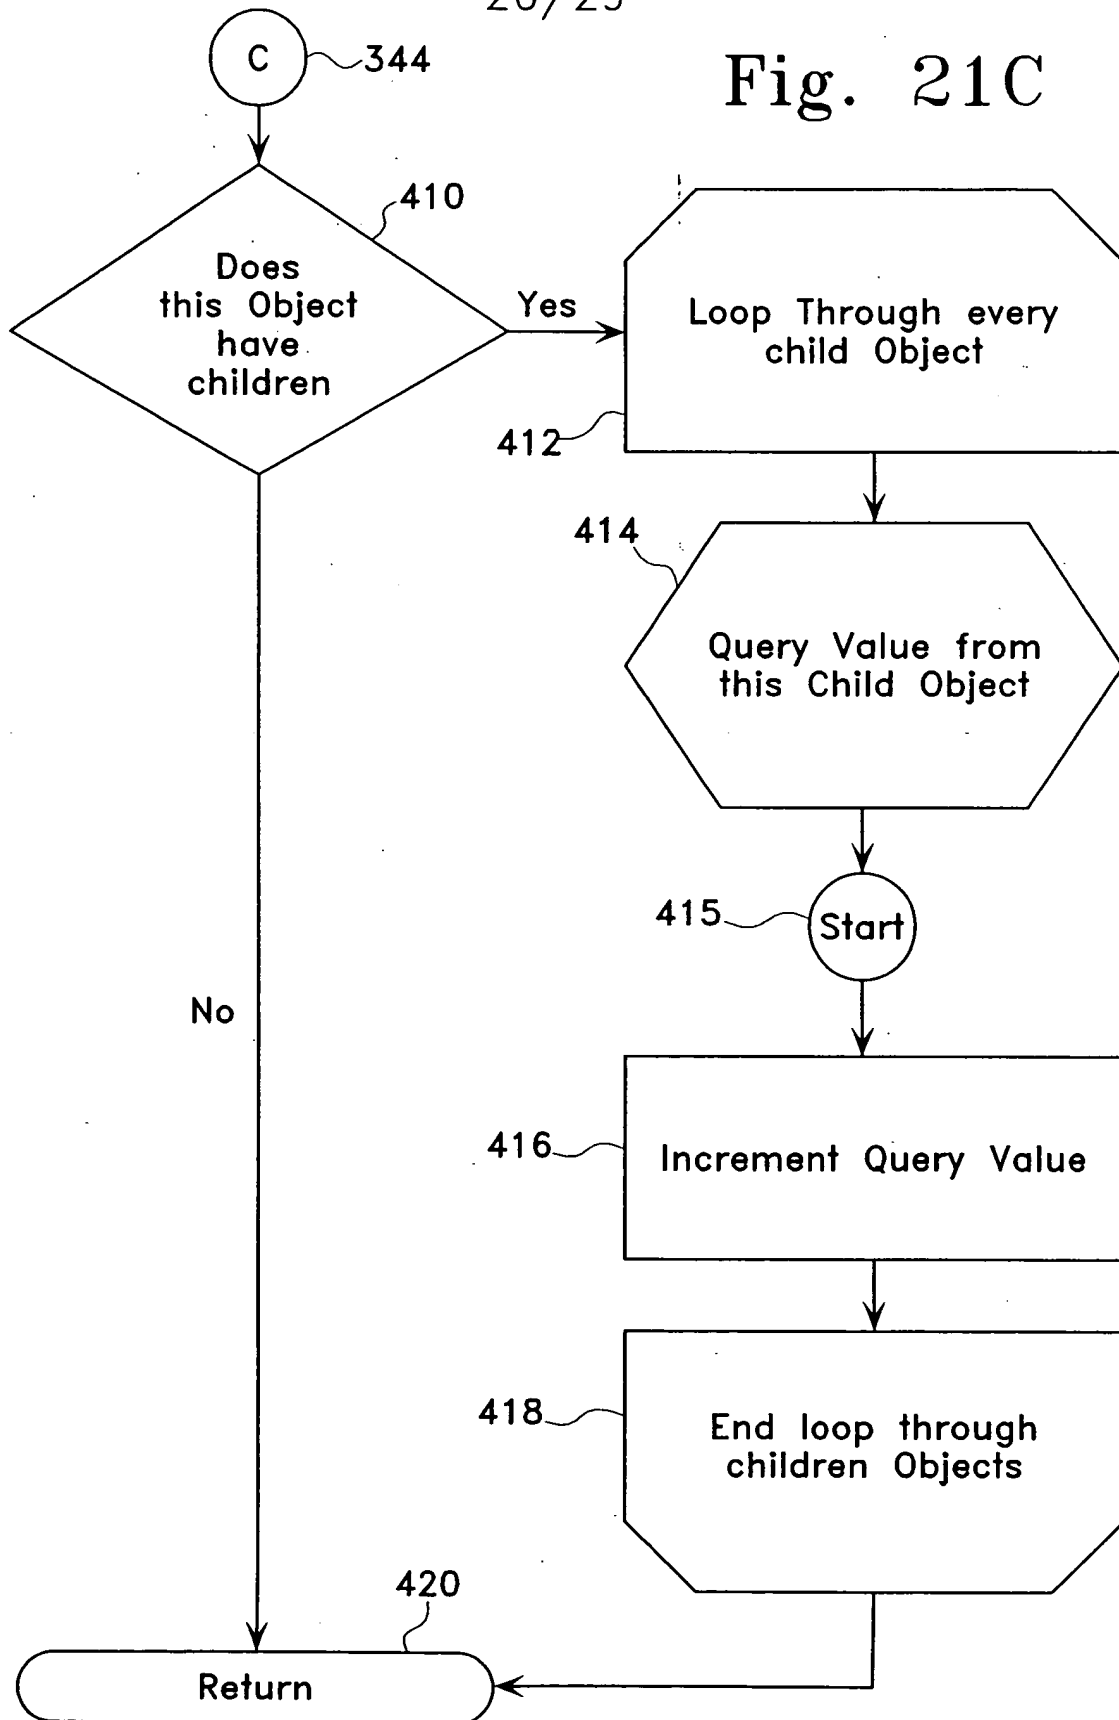 Fig. 21C
C
344
410
Does
this Object
have
children
Yes
Loop Through every
child Object
412
414
Query Value from
this Child Object
415
Start
No
416
Increment Query Value
418
End loop through
children Objects
420
Return